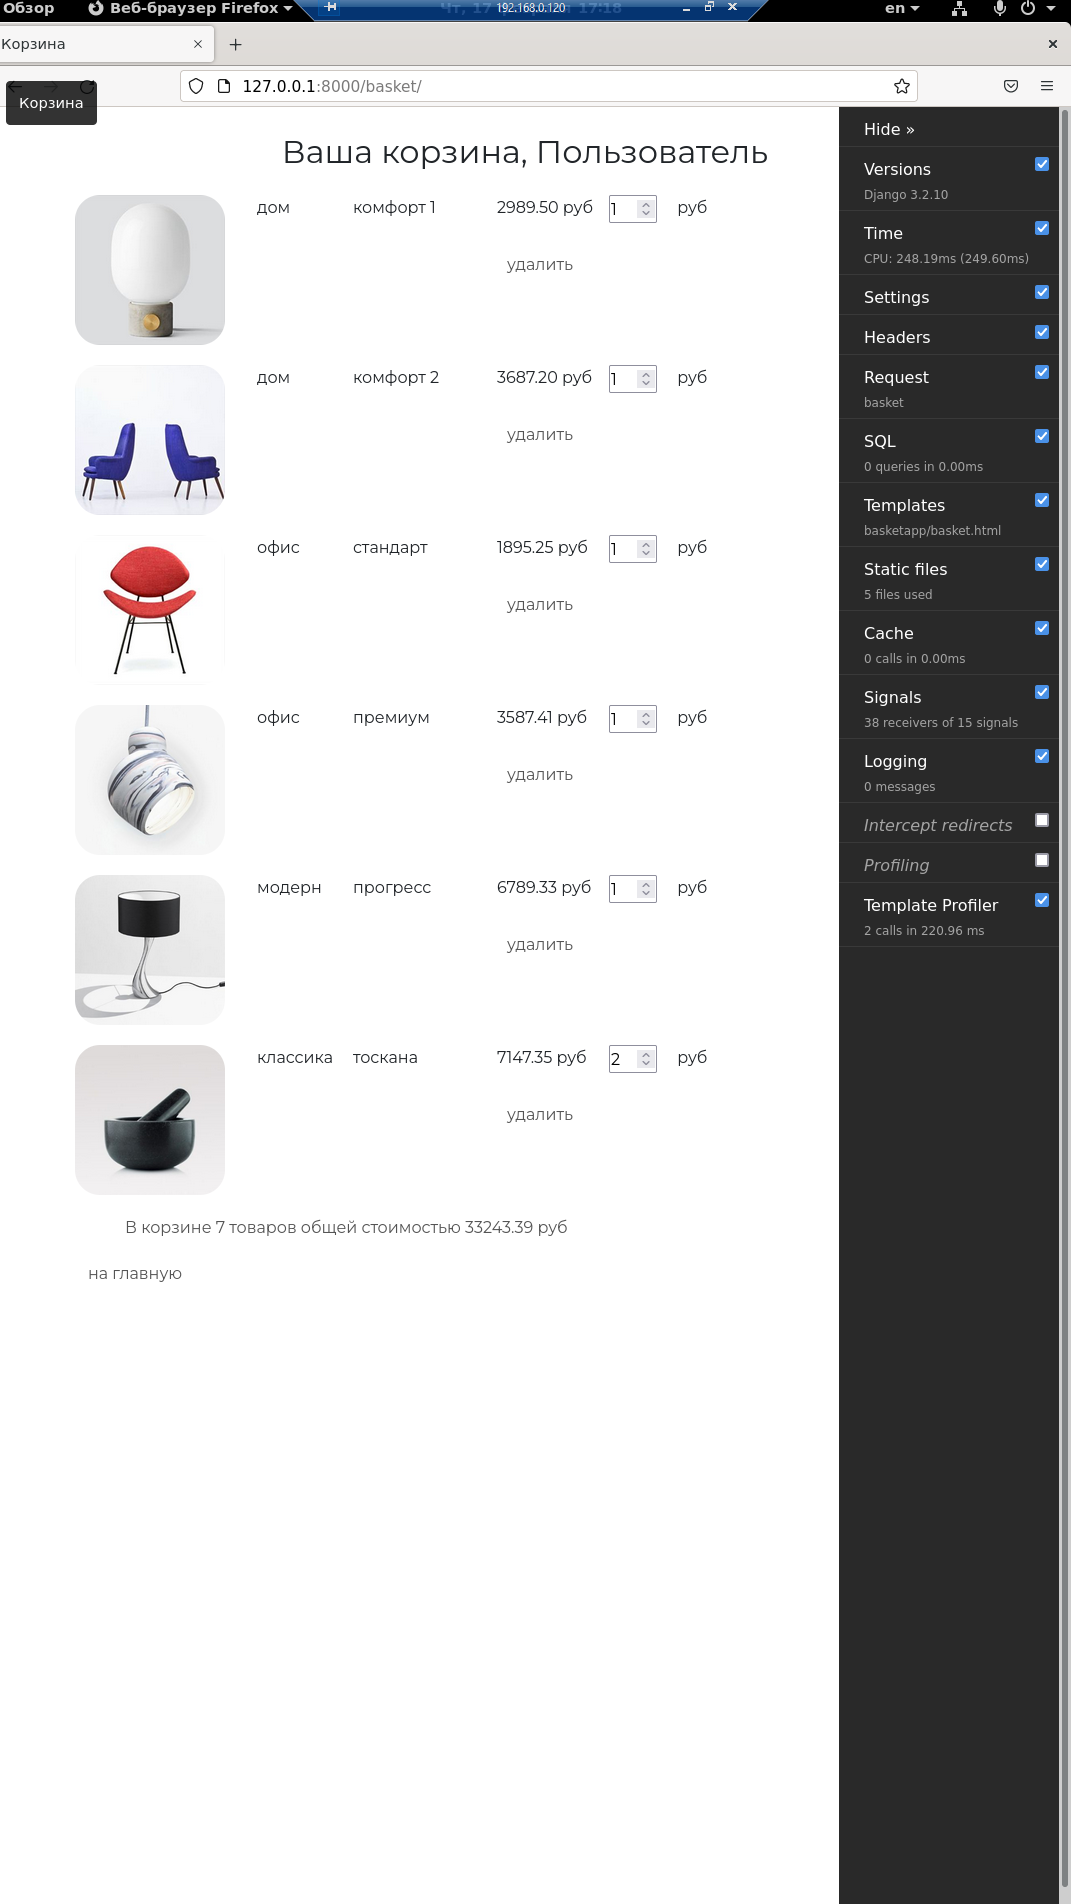 Обзор Веб-браузер Firefox 192.168.0.120 17:18 en
Корзина
127.0.0.1:8000/basket/
Корзина
Ваша корзина, Пользователь
дом комфорт 1 2989.50 руб 1 руб
удалить
дом комфорт 2 3687.20 руб 1 руб
удалить
офис стандарт 1895.25 руб 1 руб
удалить
офис премиум 3587.41 руб 1 руб
удалить
модерн прогресс 6789.33 руб 1 руб
удалить
классика тоскана 7147.35 руб 2 руб
удалить
В корзине 7 товаров общей стоимостью 33243.39 руб
на главную
Hide »
Versions
Django 3.2.10
Time
CPU: 248.19ms (249.60ms)
Settings
Headers
Request
basket
SQL
0 queries in 0.00ms
Templates
basketapp/basket.html
Static files
5 files used
Cache
0 calls in 0.00ms
Signals
38 receivers of 15 signals
Logging
0 messages
Intercept redirects
Profiling
Template Profiler
2 calls in 220.96 ms